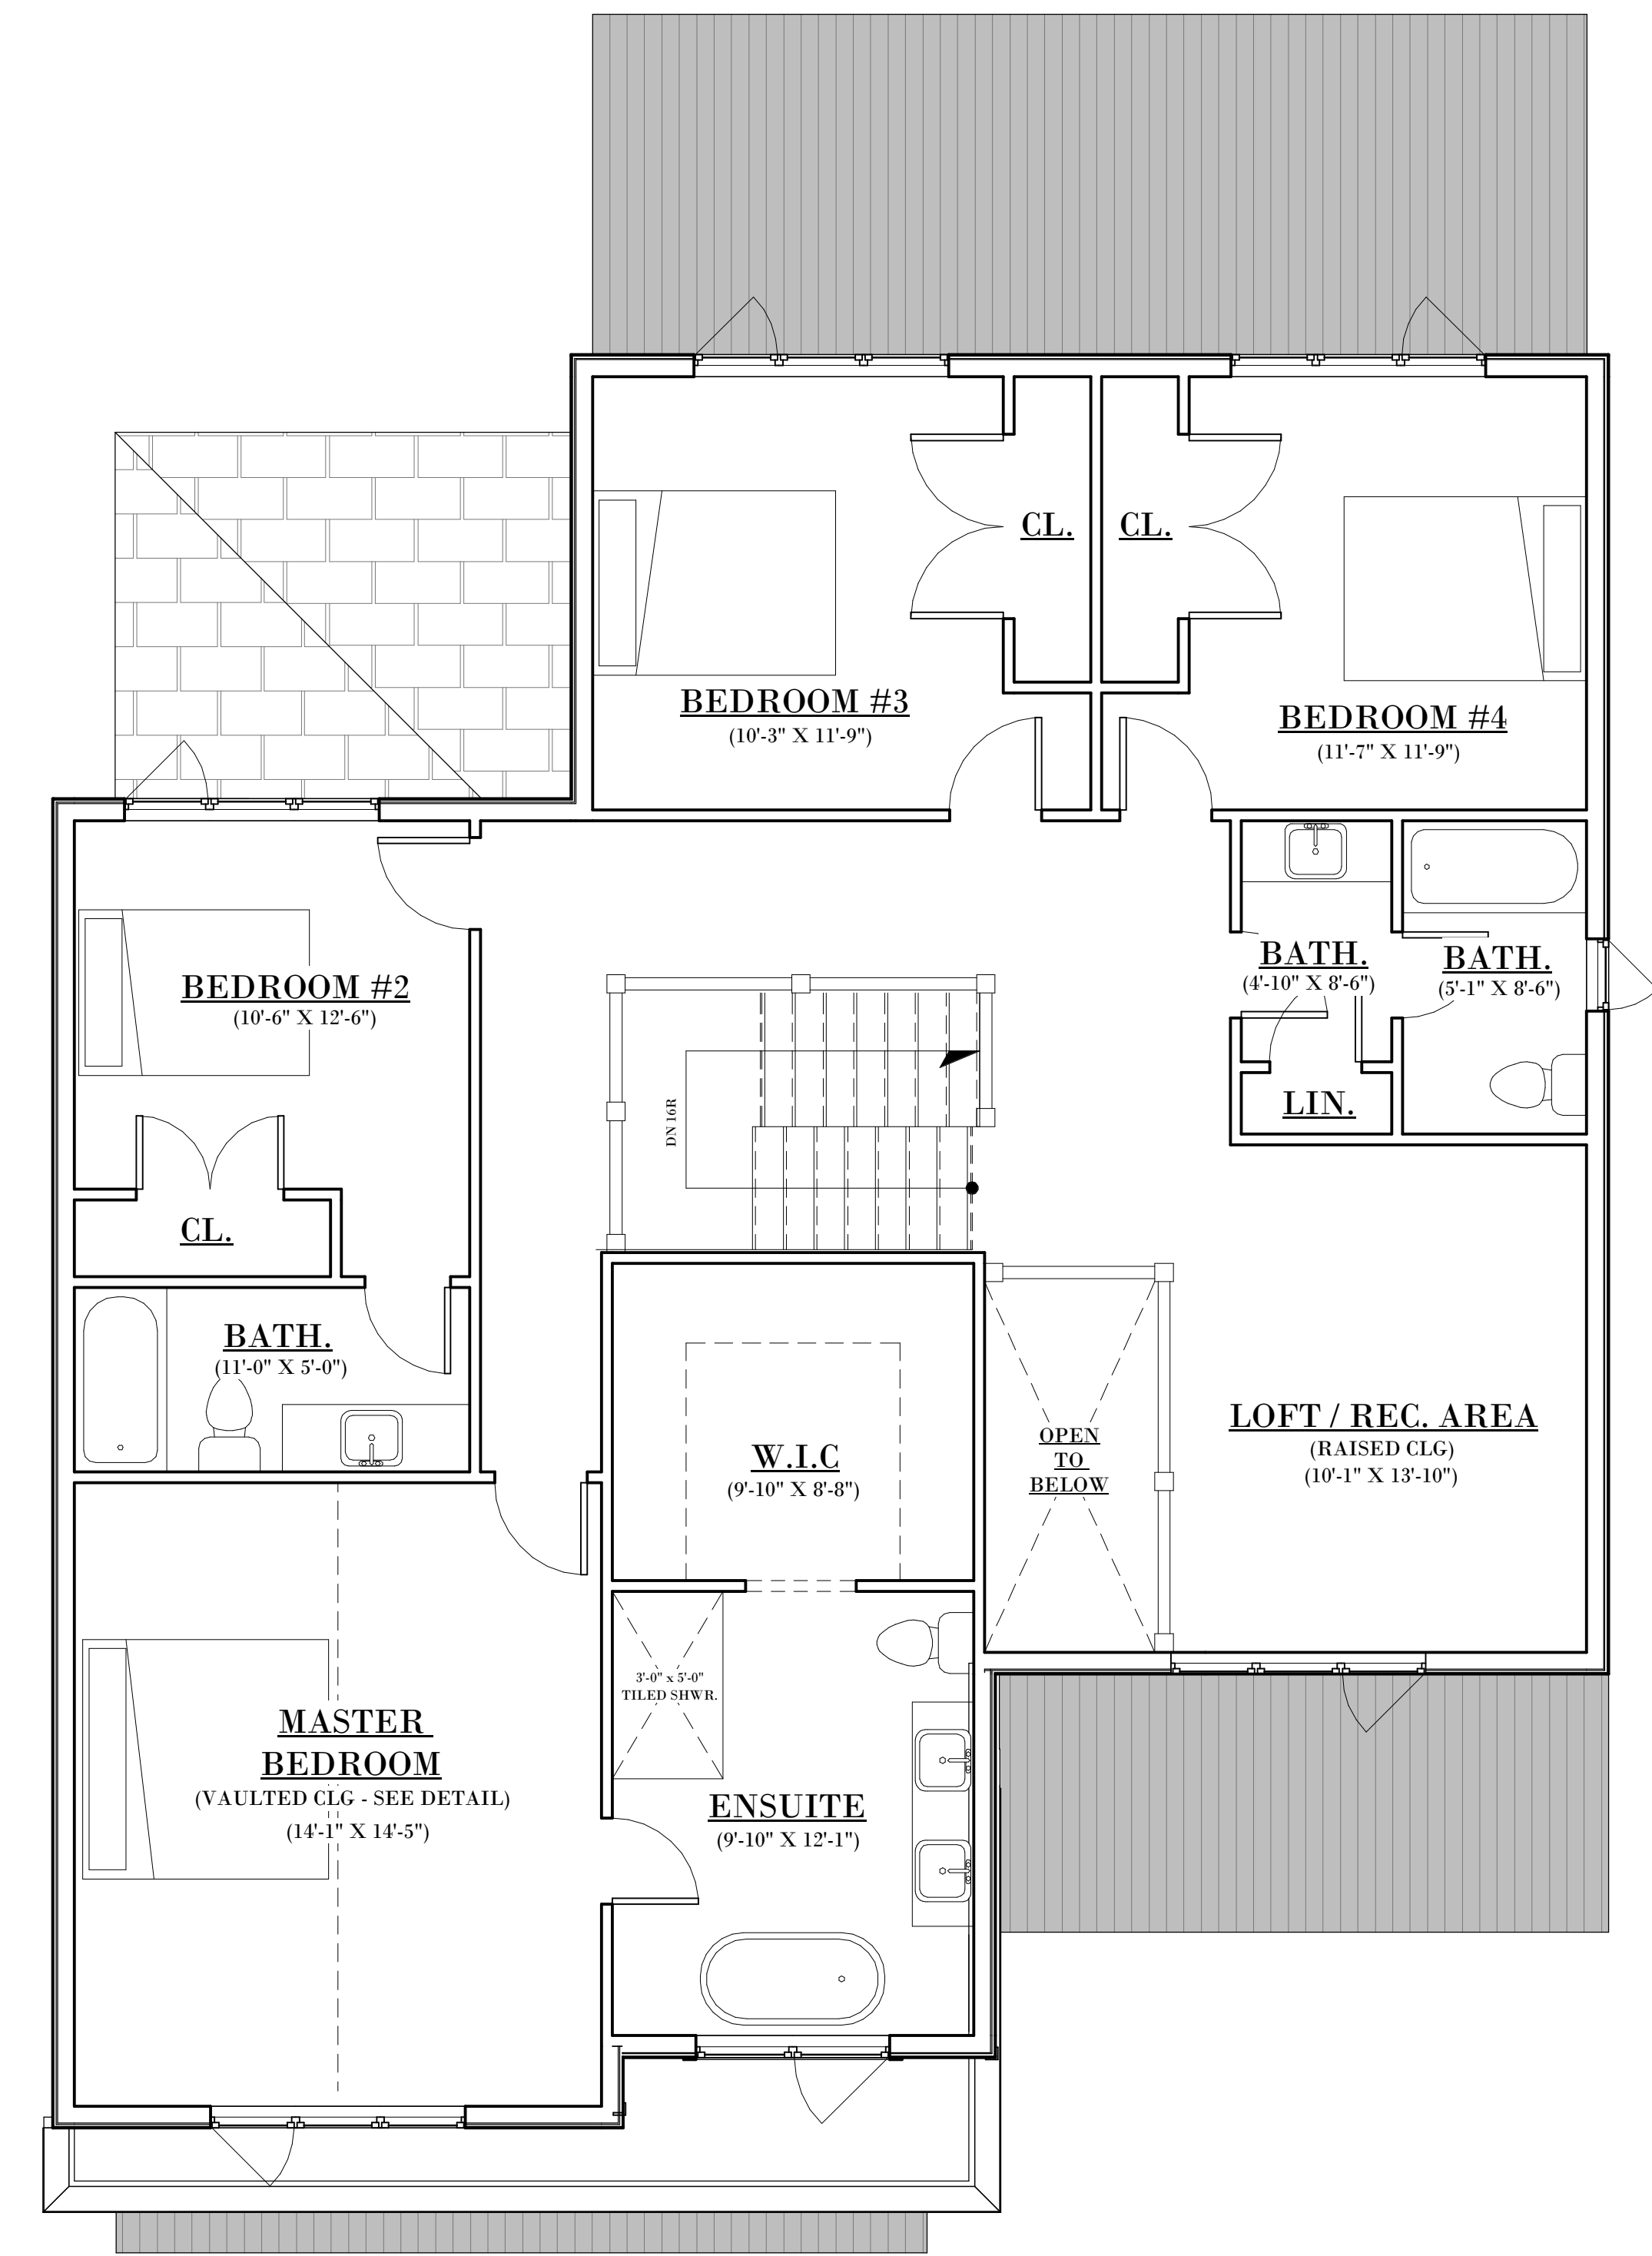 CL.
CL.
BEDROOM #3
(10'-3" X 11'-9")
BEDROOM #4
(11'-7" X 11'-9")
BEDROOM #2
(10'-6" X 12'-6")
BATH.
(4'-10" X 8'-6")
BATH.
(5'-1" X 8'-6")
DN 16R
LIN.
CL.
BATH.
(11'-0" X 5'-0")
W.I.C
(9'-10" X 8'-8")
OPEN
TO
BELOW
LOFT / REC. AREA
(RAISED CLG)
(10'-1" X 13'-10")
3'-0" x 5'-0"
TILED SHWR.
MASTER
BEDROOM
(VAULTED CLG - SEE DETAIL)
(14'-1" X 14'-5")
ENSUITE
(9'-10" X 12'-1")